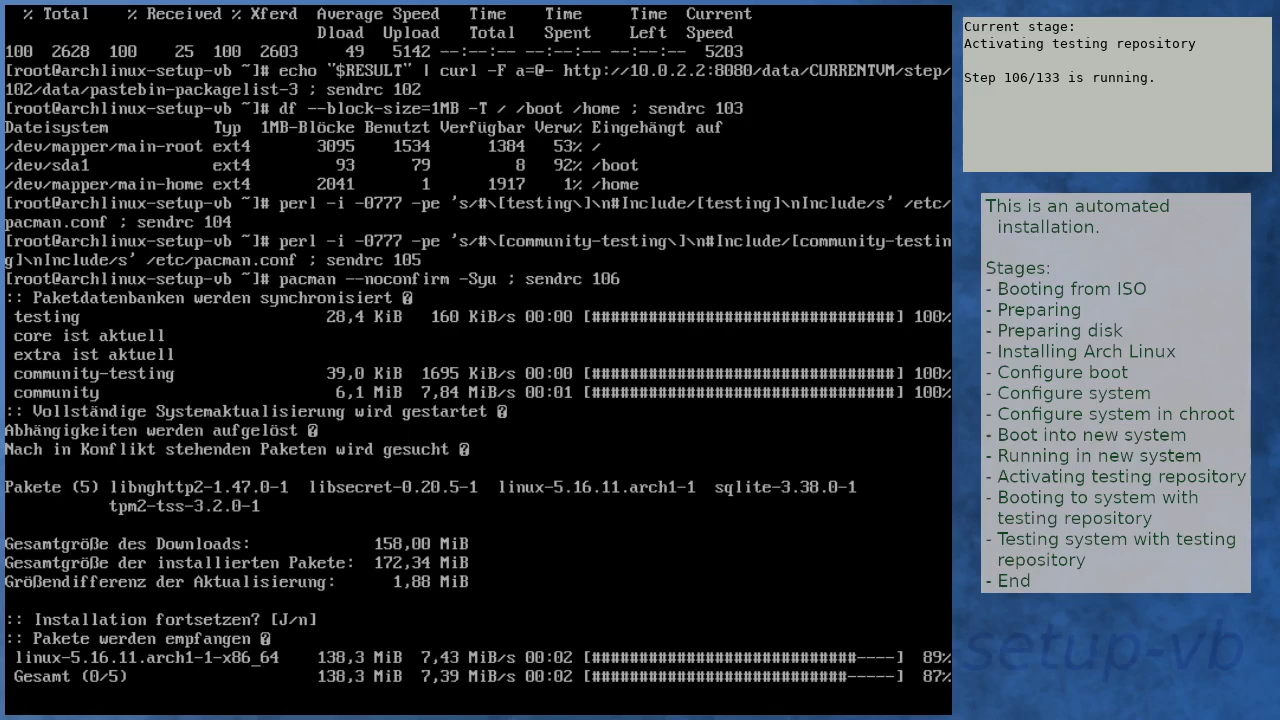 % Total    % Received % Xferd  Average Speed   Time    Time     Time  Current
                                 Dload  Upload   Total   Spent    Left  Speed
100  2628  100    25  100  2603     49   5142 --:--:-- --:--:-- --:--:--  5203
[root@archlinux-setup-vb ~]# echo "$RESULT" | curl -F a=@- http://10.0.2.2:8080/data/CURRENTVM/step/
102/data/pastebin-packagelist-3 ; sendrc 102
[root@archlinux-setup-vb ~]# df --block-size=1MB -T / /boot /home ; sendrc 103
Dateisystem           Typ  1MB-Blöcke Benutzt Verfügbar Verw% Eingehängt auf
/dev/mapper/main-root ext4       3095    1534      1384   53% /
/dev/sda1             ext4         93      79         8   92% /boot
/dev/mapper/main-home ext4       2041       1      1917    1% /home
[root@archlinux-setup-vb ~]# perl -i -0777 -pe 's/#\[testing\]\n#Include/[testing]\nInclude/s' /etc/
pacman.conf ; sendrc 104
[root@archlinux-setup-vb ~]# perl -i -0777 -pe 's/#\[community-testing\]\n#Include/[community-testin
g]\nInclude/s' /etc/pacman.conf ; sendrc 105
[root@archlinux-setup-vb ~]# pacman --noconfirm -Syu ; sendrc 106
:: Paketdatenbanken werden synchronisiert �
 testing                          28,4 KiB   160 KiB/s 00:00 [################################] 100%
 core ist aktuell
 extra ist aktuell
 community-testing                39,0 KiB  1695 KiB/s 00:00 [################################] 100%
 community                         6,1 MiB  7,84 MiB/s 00:01 [################################] 100%
:: Vollständige Systemaktualisierung wird gestartet �
Abhängigkeiten werden aufgelöst �
Nach in Konflikt stehenden Paketen wird gesucht �
Pakete (5) libnghttp2-1.47.0-1  libsecret-0.20.5-1  linux-5.16.11.arch1-1  sqlite-3.38.0-1
           tpm2-tss-3.2.0-1
Gesamtgröße des Downloads:             158,00 MiB
Gesamtgröße der installierten Pakete:  172,34 MiB
Größendifferenz der Aktualisierung:      1,88 MiB
:: Installation fortsetzen? [J/n]
:: Pakete werden empfangen �
 linux-5.16.11.arch1-1-x86_64    138,3 MiB  7,43 MiB/s 00:02 [############################----]  89%
 Gesamt (0/5)                    138,3 MiB  7,39 MiB/s 00:02 [###########################-----]  87%
Current stage:
Activating testing repository
Step 106/133 is running.
This is an automated
installation.
Stages:
- Booting from ISO
- Preparing
- Preparing disk
- Installing Arch Linux
- Configure boot
- Configure system
- Configure system in chroot
- Boot into new system
- Running in new system
- Activating testing repository
- Booting to system with
testing repository
- Testing system with testing
repository
- End
setup-vb